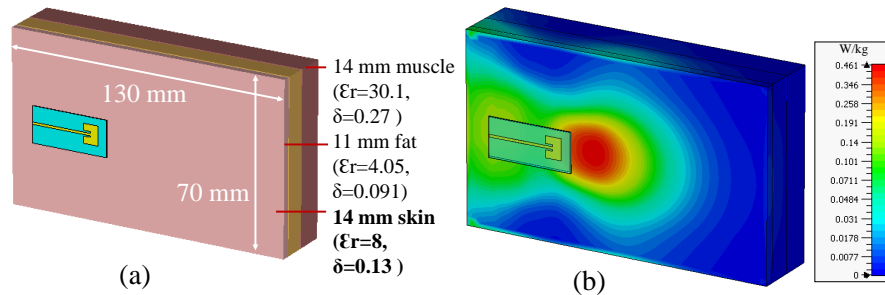 130 mm
70 mm
14 mm muscle
(Ɛr=30.1,
δ=0.27 )
11 mm fat
(Ɛr=4.05,
δ=0.091)
14 mm skin
(Ɛr=8,
δ=0.13 )
(a)
W/kg
0.461
0.346
0.258
0.191
0.14
0.101
0.0711
0.0484
0.031
0.0178
0.0077
0
(b)